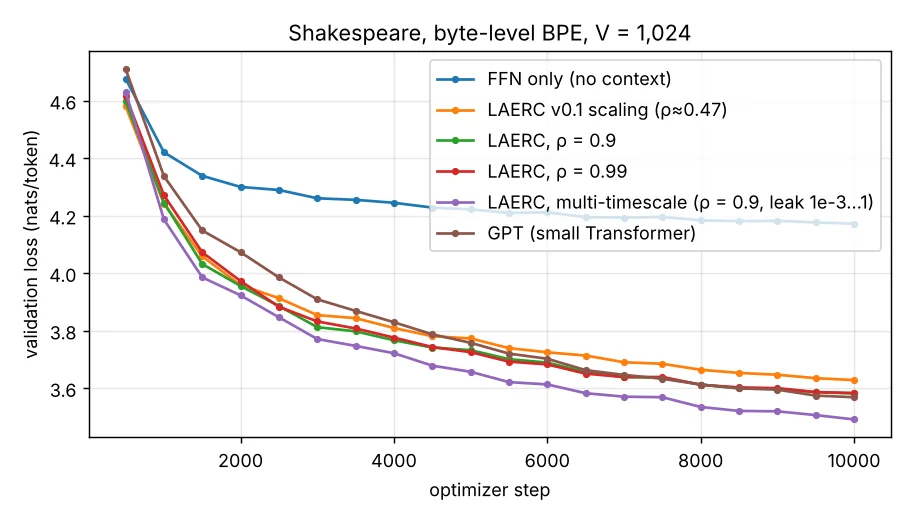 Shakespeare, byte-level BPE, V = 1,024
FFN only (no context)
LAERC v0.1 scaling (ρ≈0.47)
LAERC, ρ = 0.9
LAERC, ρ = 0.99
LAERC, multi-timescale (ρ = 0.9, leak 1e-3…1)
GPT (small Transformer)
validation loss (nats/token)
4.6
4.4
4.2
4.0
3.8
3.6
2000
4000
6000
8000
10000
optimizer step